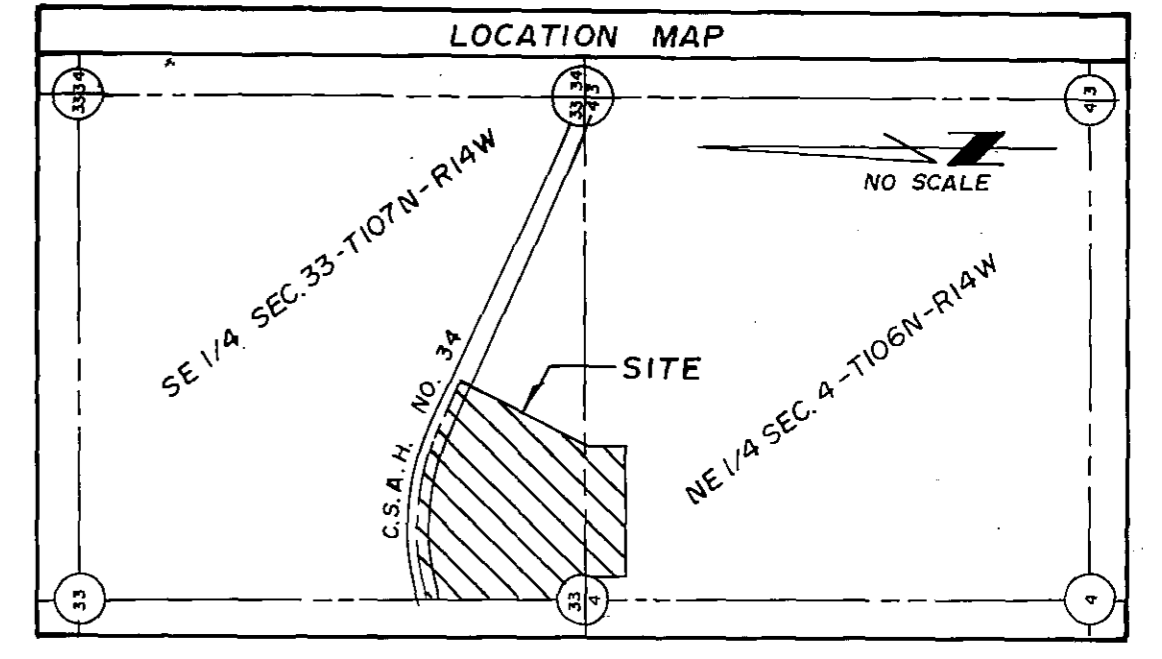 LOCATION MAP
33 34
33 34
4 3
4 3
NO SCALE
SE 1/4 SEC. 33-T107N-R14W
NE 1/4 SEC. 4-T106N-R14W
SITE
C.S.A.H. NO. 34
33
33
4
4